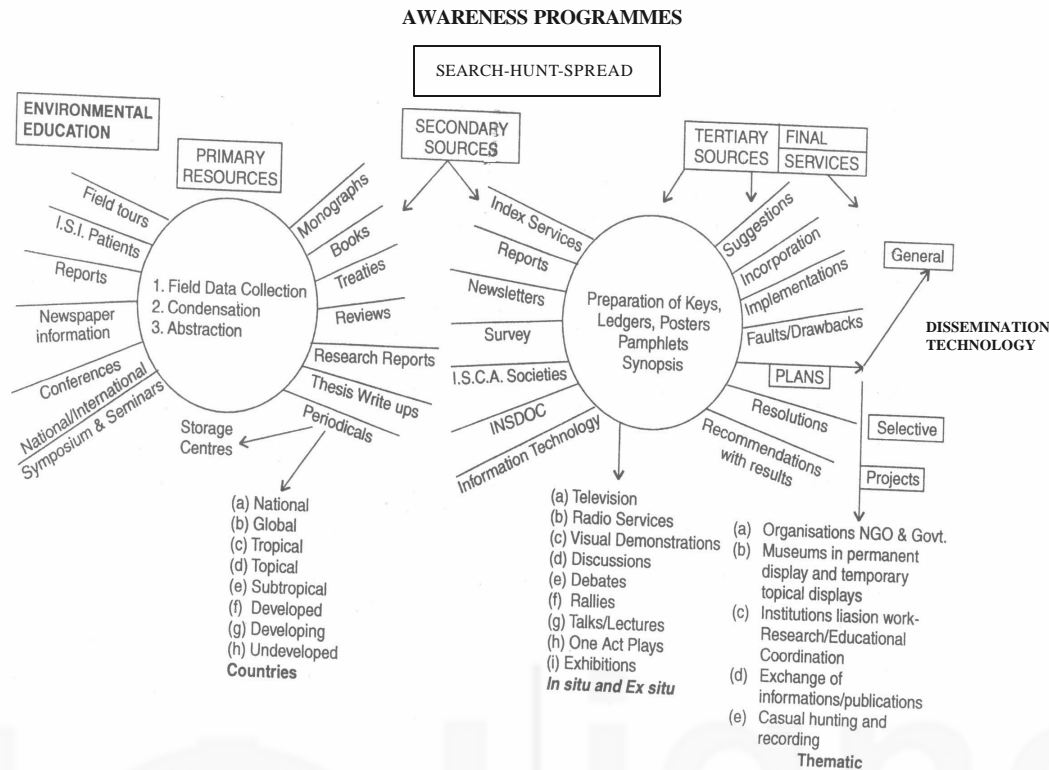 AWARENESS PROGRAMMES
SEARCH-HUNT-SPREAD
ENVIRONMENTAL
EDUCATION
PRIMARY
RESOURCES
SECONDARY
SOURCES
TERTIARY
SOURCES
FINAL
SERVICES
Field tours
I.S.I. Patients
Reports
Newspaper
information
Conferences
National/International
Symposium & Seminars
1. Field Data Collection
2. Condensation
3. Abstraction
Monographs
Books
Treaties
Reviews
Research Reports
Thesis Write ups
Periodicals
Storage
Centres
(a) National
(b) Global
(c) Tropical
(d) Topical
(e) Subtropical
(f) Developed
(g) Developing
(h) Undeveloped
Countries
Index Services
Reports
Newsletters
Survey
I.S.C.A. Societies
INSDOC
Information Technology
Preparation of Keys,
Ledgers, Posters
Pamphlets
Synopsis
(a) Television
(b) Radio Services
(c) Visual Demonstrations
(d) Discussions
(e) Debates
(f) Rallies
(g) Talks/Lectures
(h) One Act Plays
(i) Exhibitions
In situ and Ex situ
Suggestions
Incorporation
Implementations
Faults/Drawbacks
PLANS
Resolutions
Recommendations
with results
General
DISSEMINATION
TECHNOLOGY
Selective
Projects
(a) Organisations NGO & Govt.
(b) Museums in permanent
display and temporary
topical displays
(c) Institutions liasion work-
Research/Educational
Coordination
(d) Exchange of
informations/publications
(e) Casual hunting and
recording
Thematic